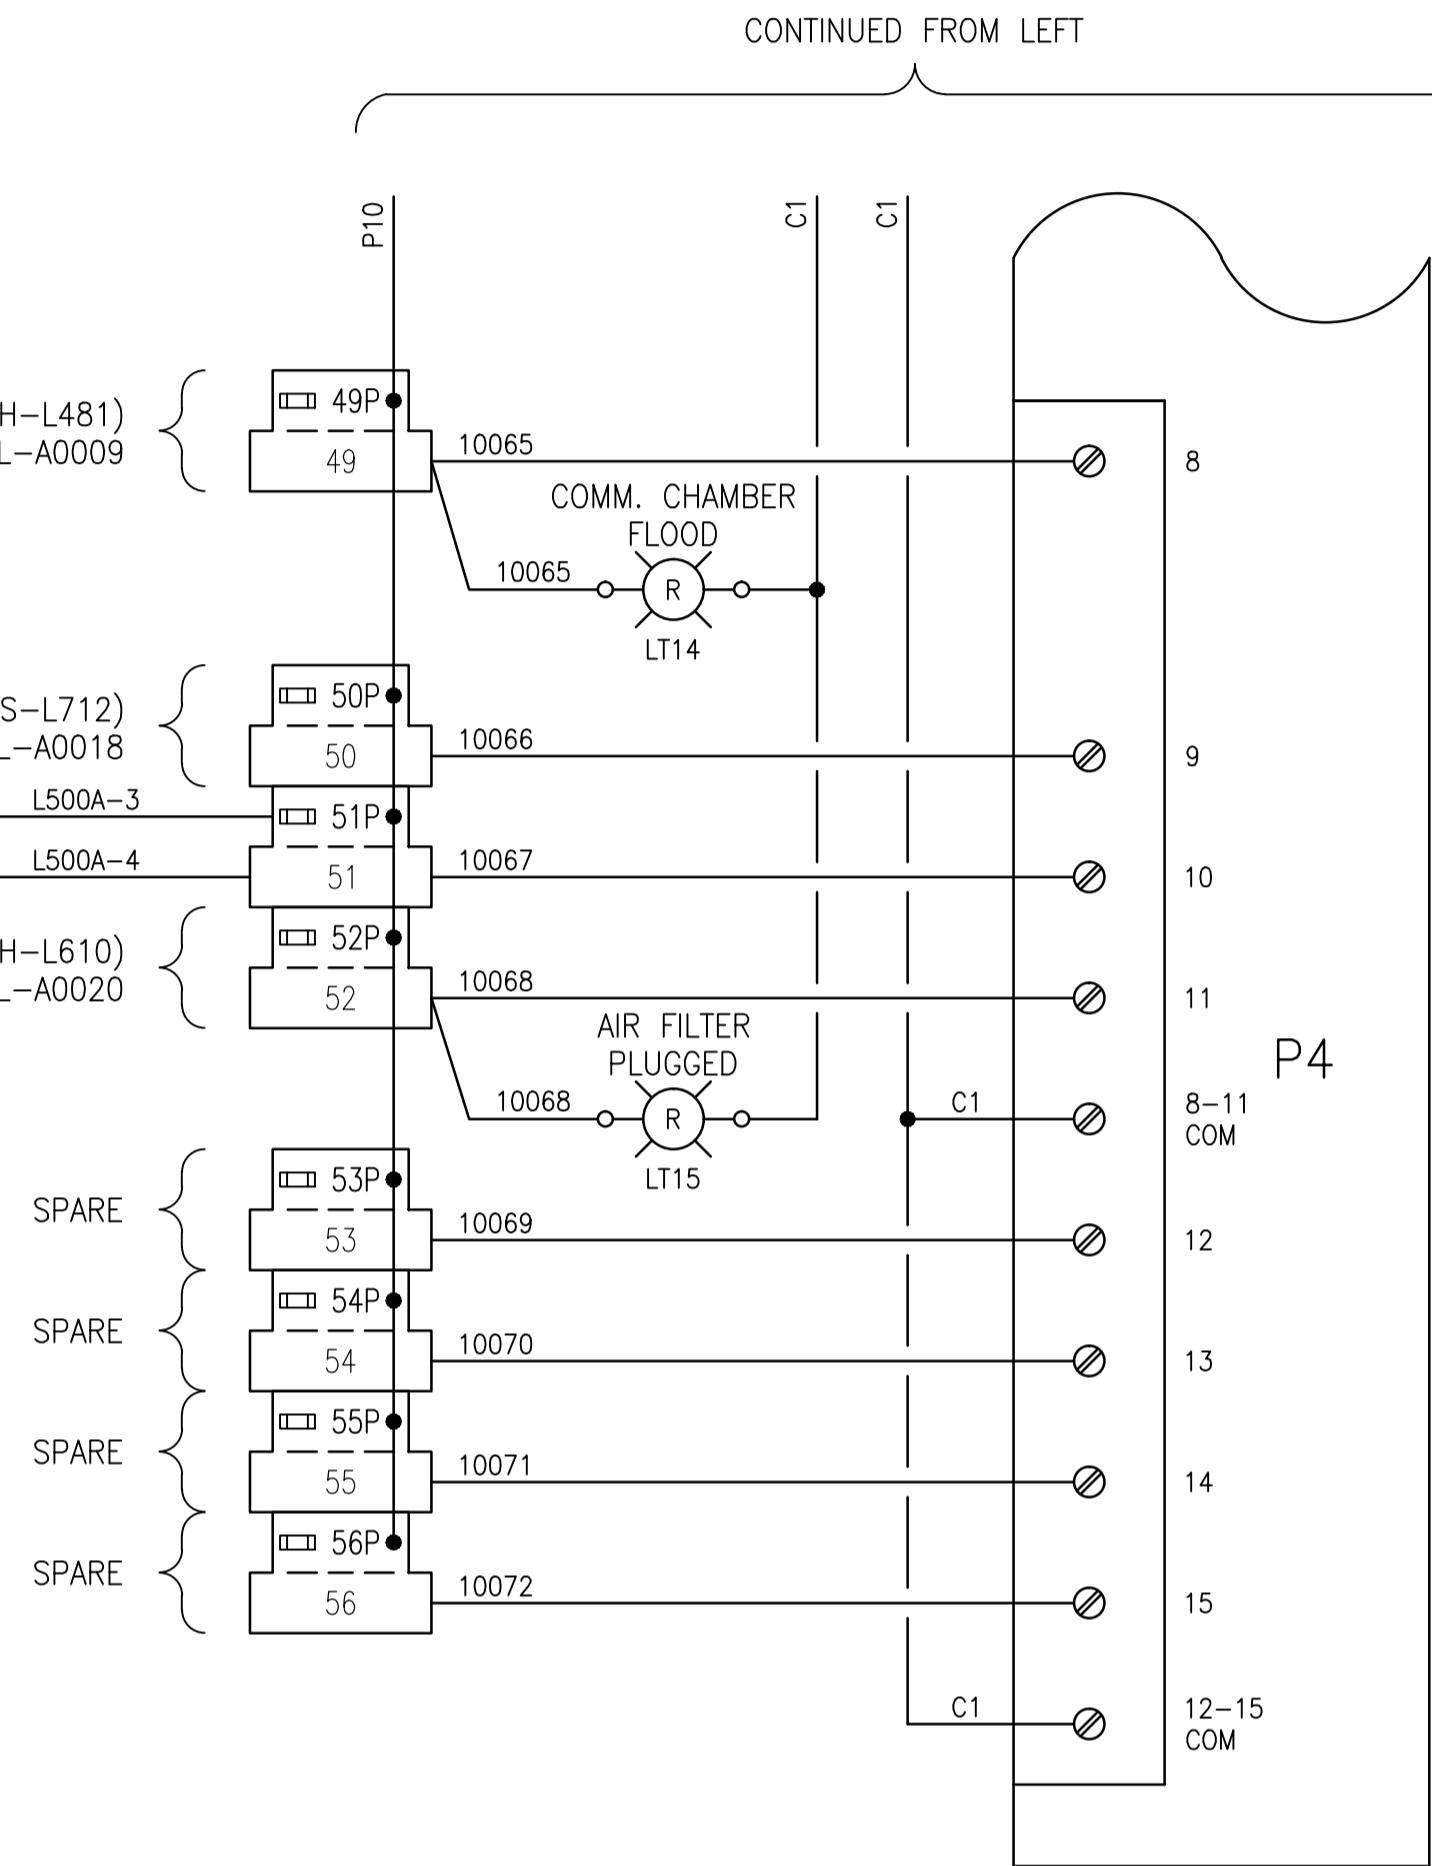 CONTINUED FROM LEFT
P10
C1
C1
H-L481)
L-A0009
49P
49
10065
8
COMM. CHAMBER
FLOOD
10065
R
LT14
S-L712)
L-A0018
50P
50
10066
9
L500A-3
51P
L500A-4
51
10067
10
H-L610)
L-A0020
52P
52
10068
11
AIR FILTER
PLUGGED
10068
R
LT15
P4
C1
8-11
COM
SPARE
53P
53
10069
12
SPARE
54P
54
10070
13
SPARE
55P
55
10071
14
SPARE
56P
56
10072
15
C1
12-15
COM